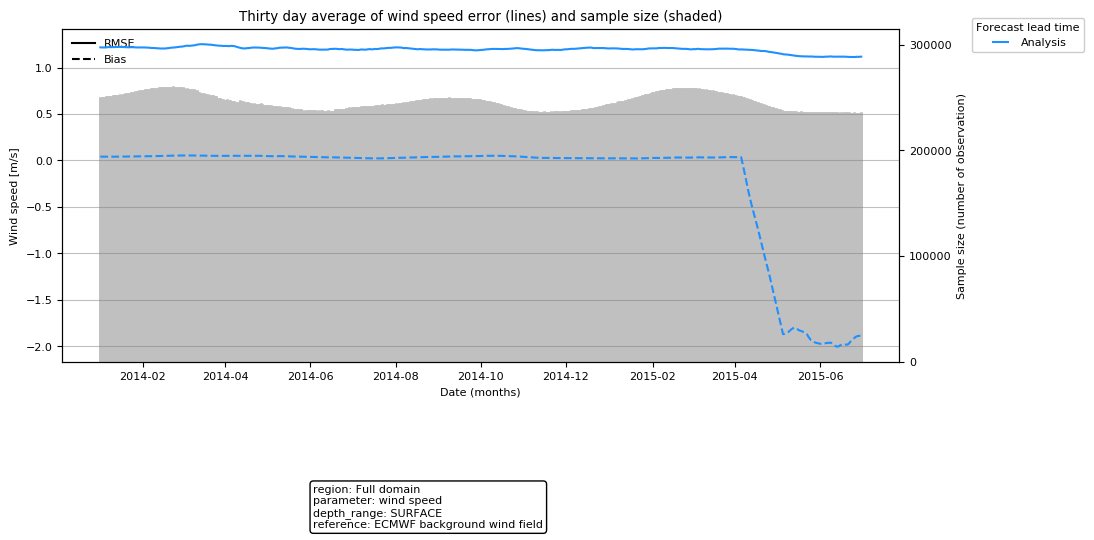 Thirty day average of wind speed error (lines) and sample size (shaded)
Forecast lead time
Analysis
RMSE
Bias
1.0
0.5
0.0
−0.5
−1.0
−1.5
−2.0
Wind speed [m/s]
300000
200000
100000
0
Sample size (number of observation)
2014-02 2014-04 2014-06 2014-08 2014-10 2014-12 2015-02 2015-04 2015-06
Date (months)
region: Full domain
parameter: wind speed
depth_range: SURFACE
reference: ECMWF background wind field